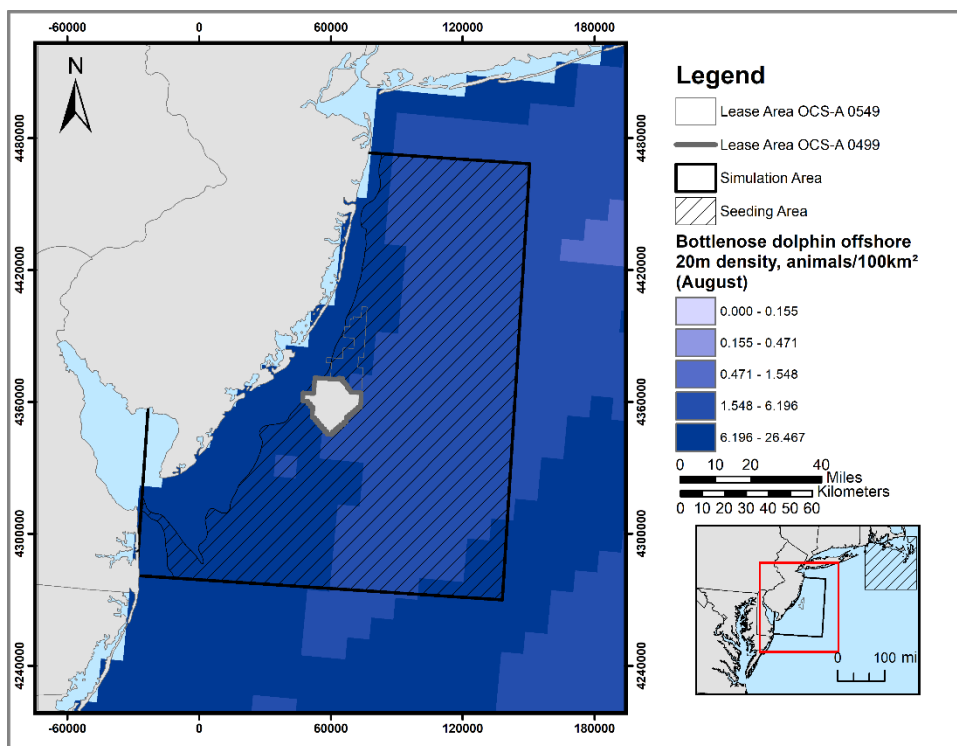 -60000 0 60000 120000 180000
N
4480000
4420000
4360000
4300000
4240000
4480000
4420000
4360000
4300000
4240000
-60000 0 60000 120000 180000
Legend
Lease Area OCS-A 0549
Lease Area OCS-A 0499
Simulation Area
Seeding Area
Bottlenose dolphin offshore
20m density, animals/100km²
(August)
0.000 - 0.155
0.155 - 0.471
0.471 - 1.548
1.548 - 6.196
6.196 - 26.467
0 10 20 40
Miles
Kilometers
0 10 20 30 40 50 60
0 100 mi